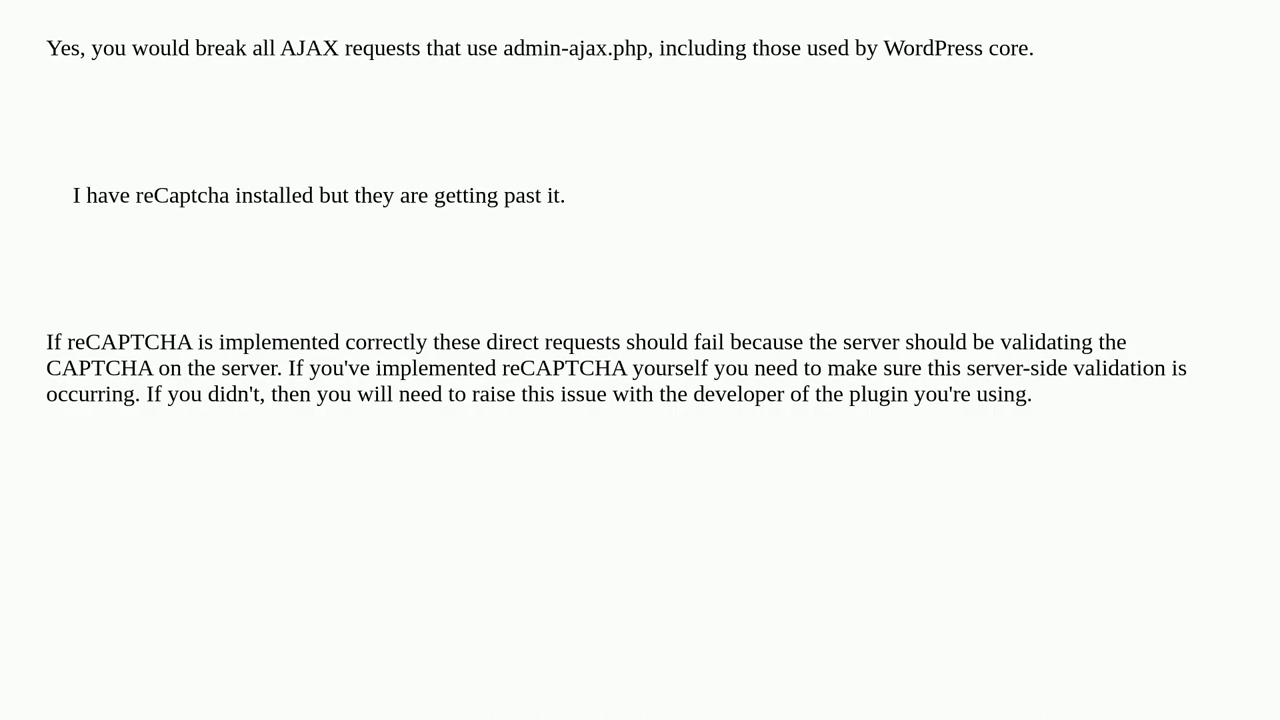 Yes, you would break all AJAX requests that use admin-ajax.php, including those used by WordPress core.
I have reCaptcha installed but they are getting past it.
If reCAPTCHA is implemented correctly these direct requests should fail because the server should be validating the
CAPTCHA on the server. If you've implemented reCAPTCHA yourself you need to make sure this server-side validation is
occurring. If you didn't, then you will need to raise this issue with the developer of the plugin you're using.